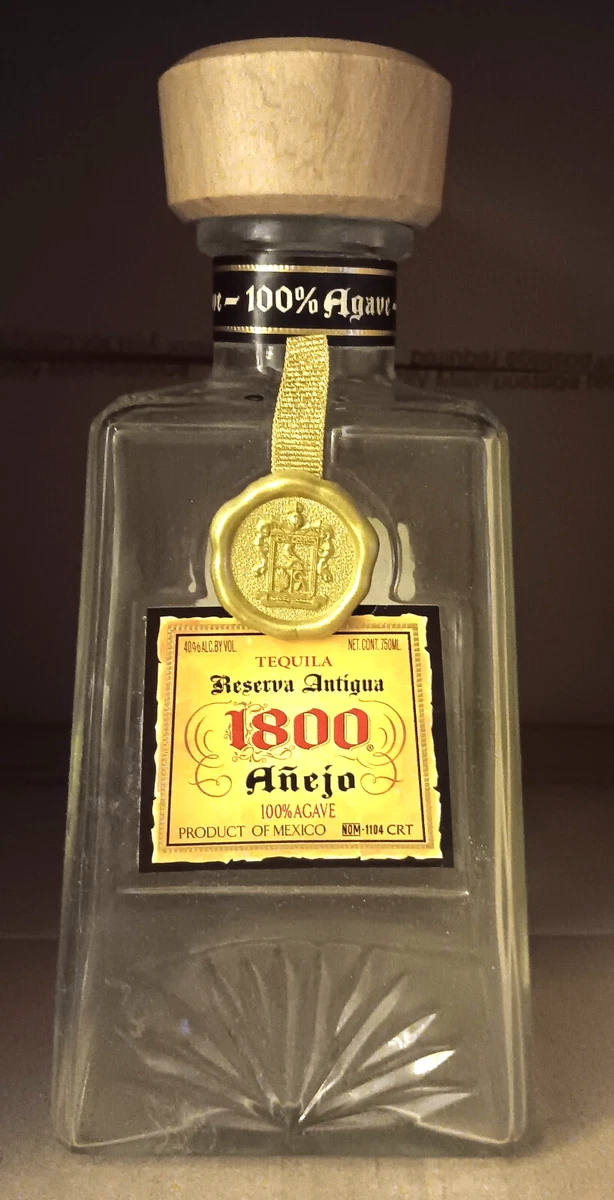 - 100% Agave -
40% ALC. BY VOL. NET. CONT. 750ML.
TEQUILA
Reserva Antigua
1800®
Añejo
100% AGAVE
PRODUCT OF MEXICO NOM-1104 CRT